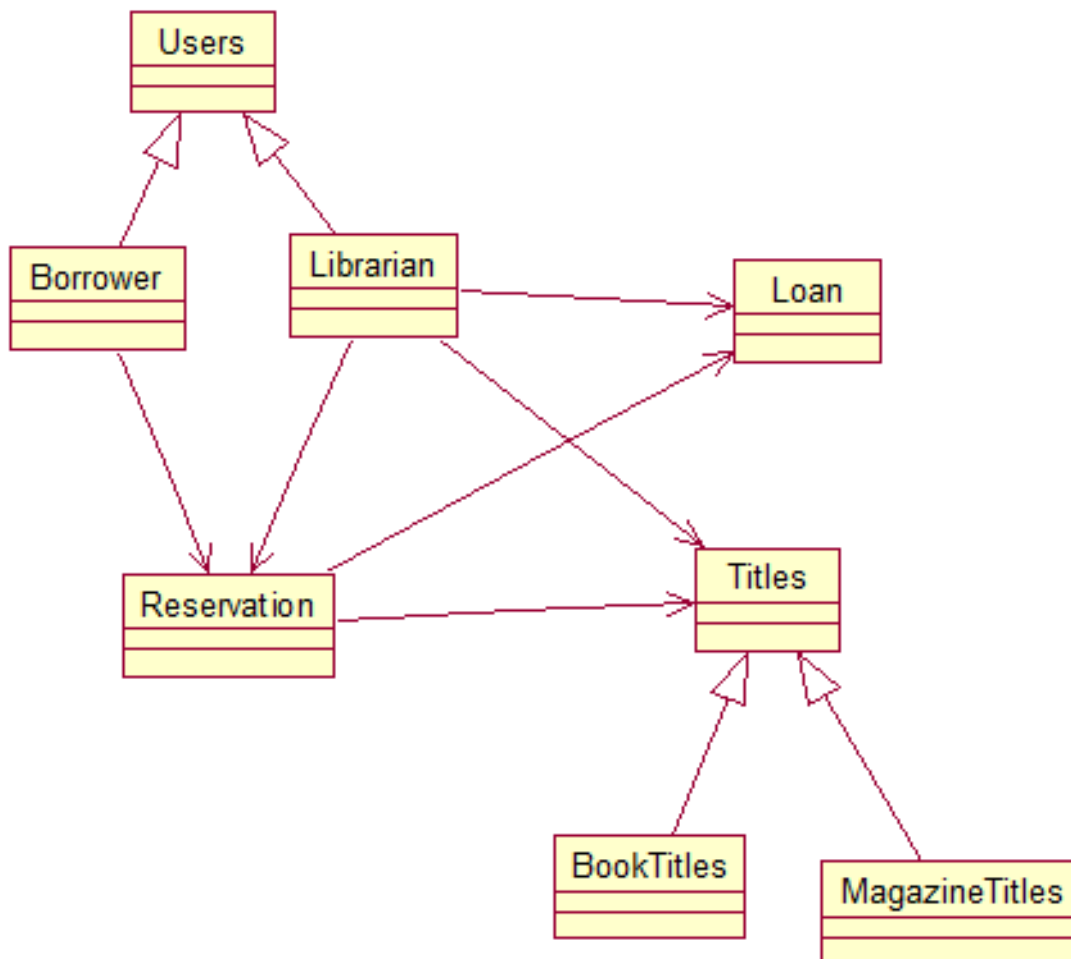 Users
Borrower
Librarian
Loan
Reservation
Titles
BookTitles
MagazineTitles